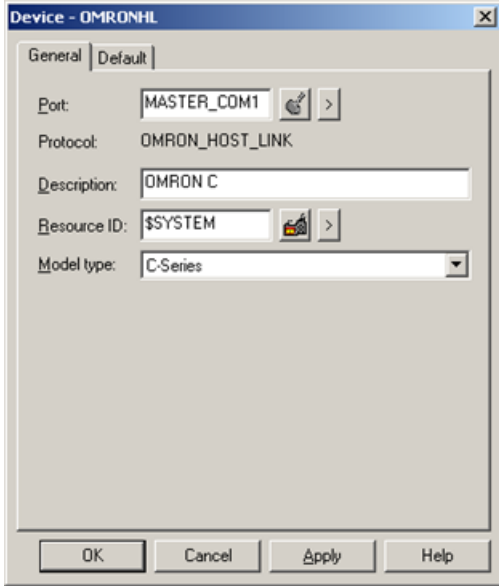 Device - OMRONHL
General Default
Port: MASTER_COM1 >
Protocol: OMRON_HOST_LINK
Description: OMRON C
Resource ID: $SYSTEM >
Model type: C-Series
OK Cancel Apply Help